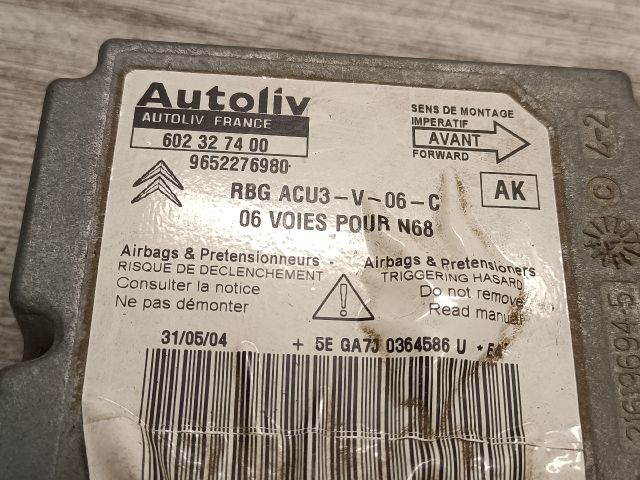 Autoliv
AUTOLIV FRANCE
602 32 74 00
9652276980
SENS DE MONTAGE
IMPERATIF
AVANT
FORWARD
RBG ACU3-V-06-C
AK
06 VOIES POUR N68
Airbags & Pretensionneurs
RISQUE DE DECLENCHEMENT
Consulter la notice
Ne pas démonter
Airbags & Pretensioners
TRIGGERING HASARD
Do not remove
Read manual
31/05/04
+ 5E GA7J 0364586 U
4-2